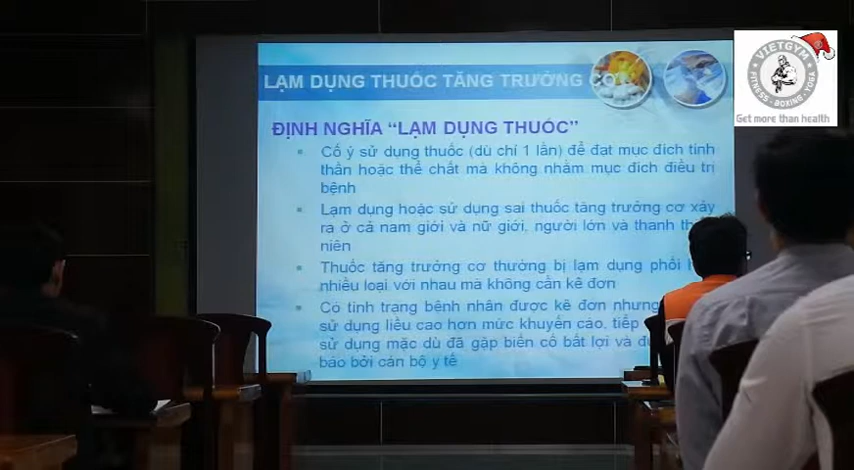 LẠM DỤNG THUỐC TĂNG TRƯỞNG CƠ
ĐỊNH NGHĨA “LẠM DỤNG THUỐC”
Cố ý sử dụng thuốc (dù chỉ 1 lần) để đạt mục đích tinh
thần hoặc thể chất mà không nhằm mục đích điều trị
bệnh
Lạm dụng hoặc sử dụng sai thuốc tăng trưởng cơ xảy
ra ở cả nam giới và nữ giới, người lớn và thanh
niên
Thuốc tăng trưởng cơ thường bị lạm dụng phối
nhiều loại với nhau mà không cần kê đơn
Có tình trạng bệnh nhân được kê đơn nhưng
sử dụng liều cao hơn mức khuyến cáo, tiếp
sử dụng mặc dù đã gặp biến cố bất lợi và
báo bởi cán bộ y tế
VIETGYM
FITNESS - BOXING - YOGA
Get more than health